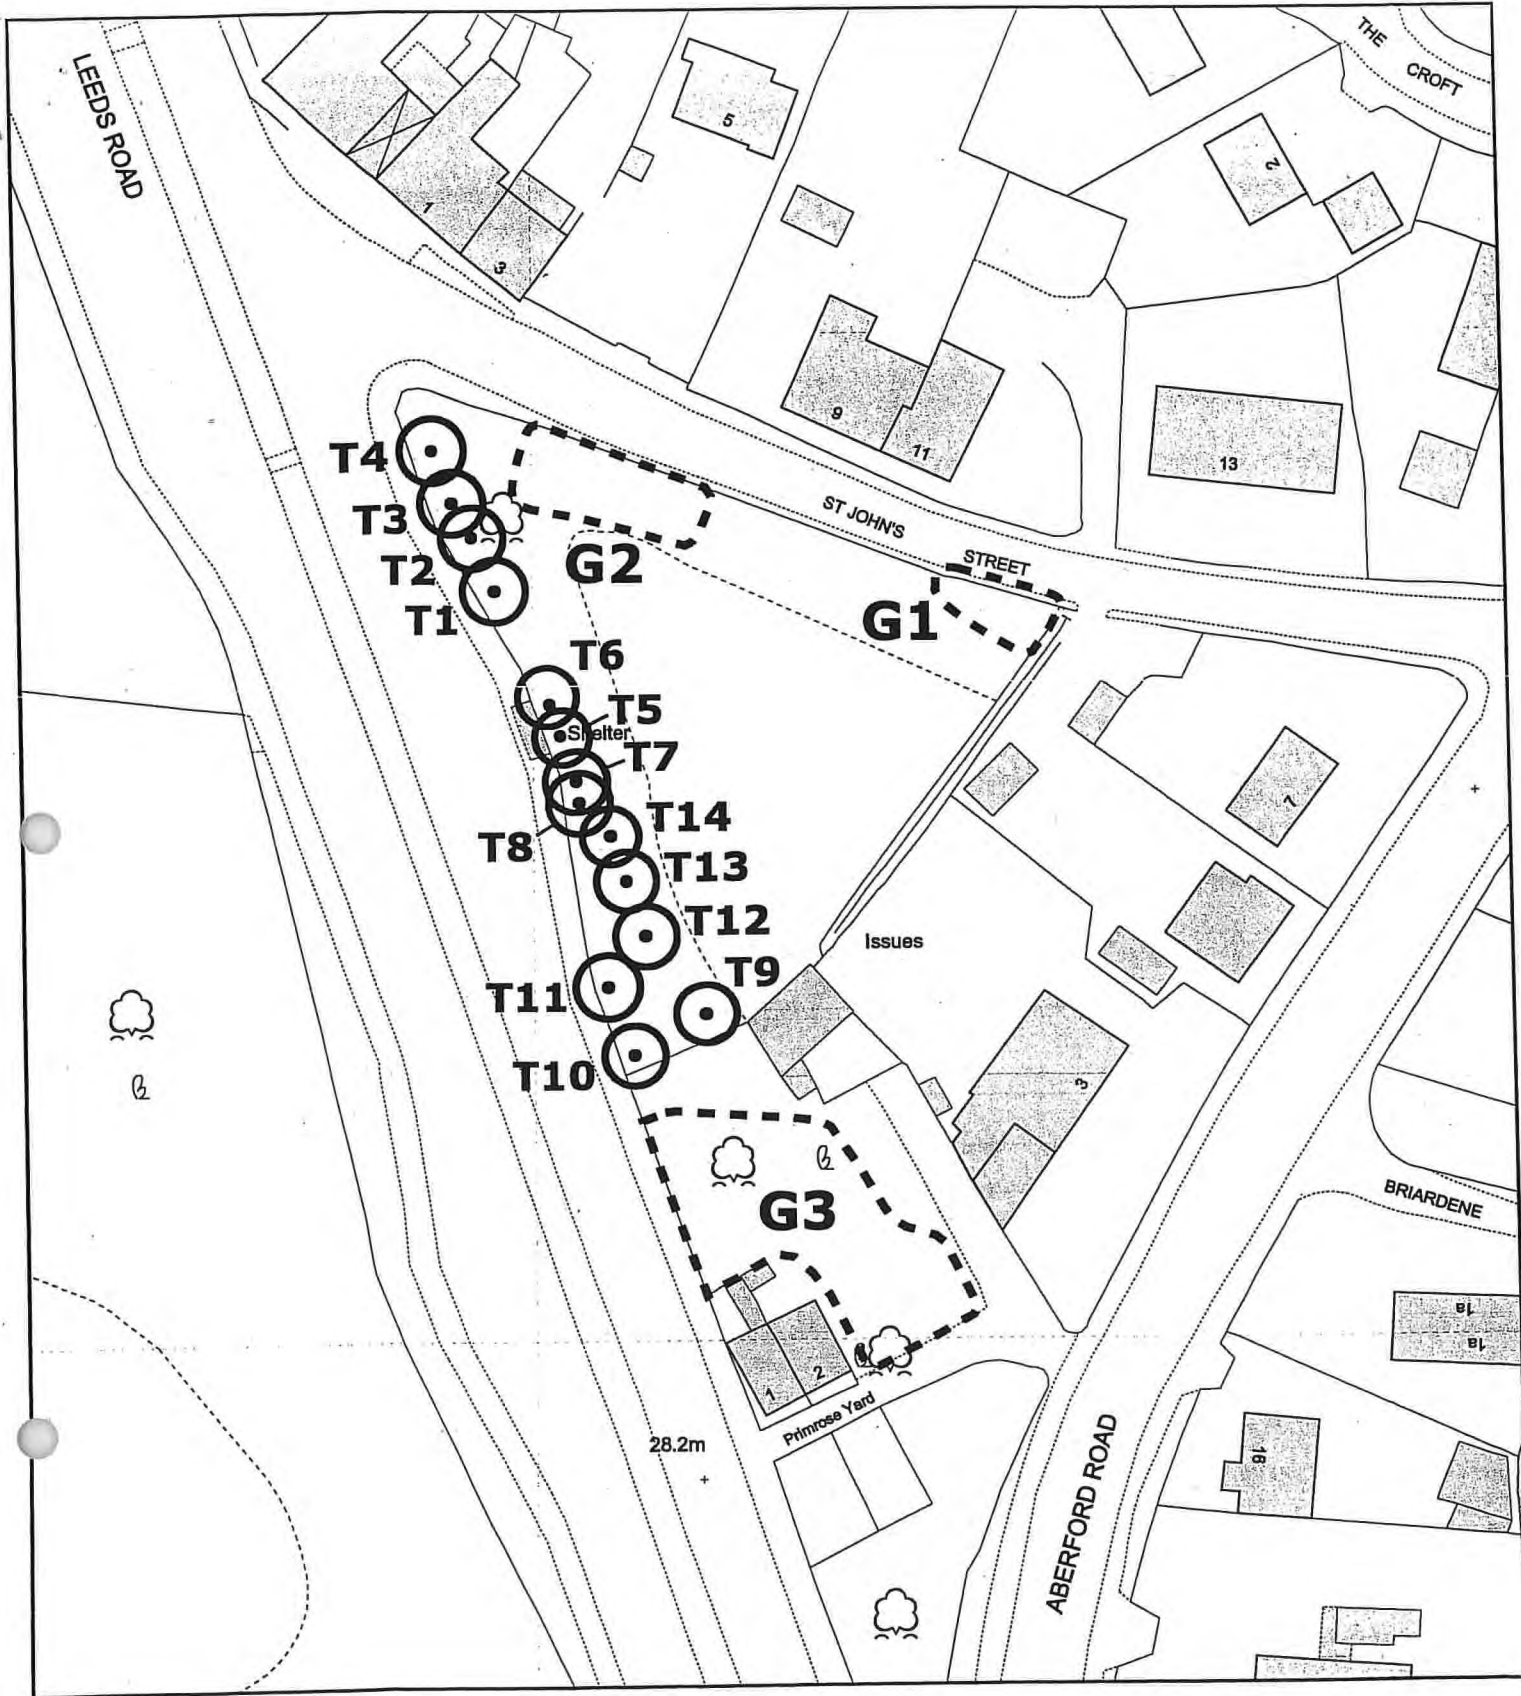 THE
CROFT
LEEDS ROAD
5
2
1
3
9
11
13
T4
T3
ST JOHN'S
STREET
T2
G2
T1
G1
T6
T5
Shelter
T7
7
T14
T8
T13
T12
Issues
T9
T11
T10
3
G3
BRIARDENE
1a
1a
1
2
Primrose Yard
28.2m
16
ABERFORD ROAD